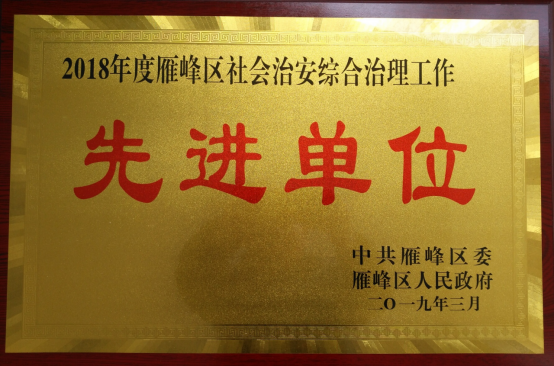 2018年度雁峰区社会治安综合治理工作
先进单位
中共雁峰区委
雁峰区人民政府
二〇一九年三月